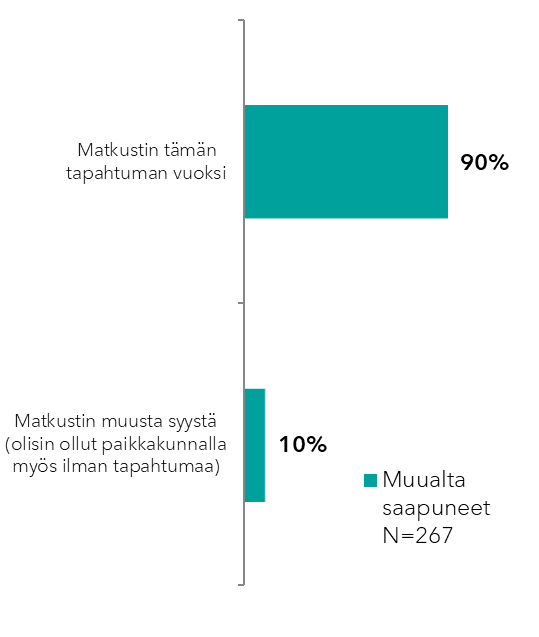 Matkustin tämän
tapahtuman vuoksi
90%
Matkustin muusta syystä
(olisin ollut paikkakunnalla
myös ilman tapahtumaa)
10%
Muualta
saapuneet
N=267